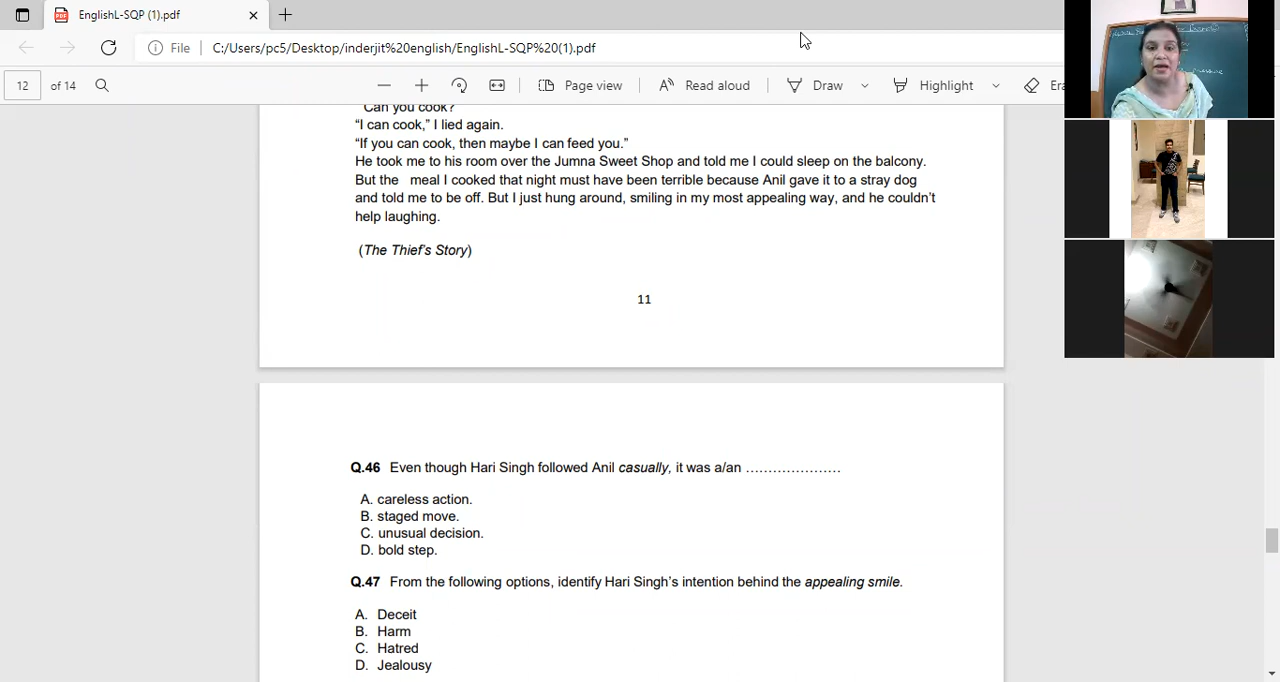 EnglishL-SQP (1).pdf
File
C:/Users/pc5/Desktop/inderjit%20english/EnglishL-SQP%20(1).pdf
12 of 14
Page view
Read aloud
Draw
Highlight
Era
"Can you cook?"
“I can cook,” I lied again.
“If you can cook, then maybe I can feed you.”
He took me to his room over the Jumna Sweet Shop and told me I could sleep on the balcony.
But the meal I cooked that night must have been terrible because Anil gave it to a stray dog
and told me to be off. But I just hung around, smiling in my most appealing way, and he couldn’t
help laughing.
(The Thief’s Story)
11
Q.46 Even though Hari Singh followed Anil casually, it was a/an …………………
A. careless action.
B. staged move.
C. unusual decision.
D. bold step.
Q.47 From the following options, identify Hari Singh’s intention behind the appealing smile.
A. Deceit
B. Harm
C. Hatred
D. Jealousy